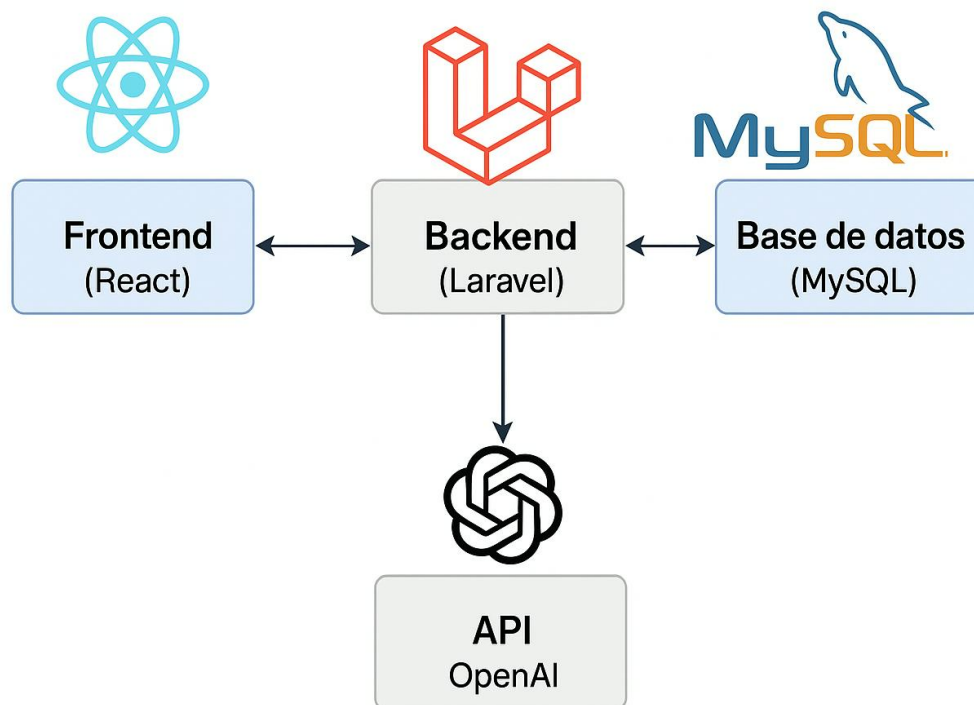 MySQL
Frontend
(React)
Backend
(Laravel)
Base de datos
(MySQL)
API
OpenAI